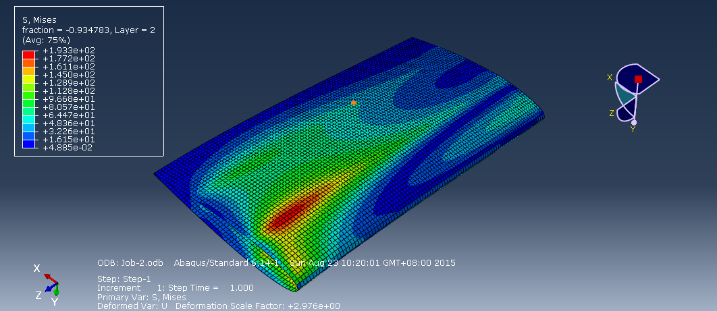 S, Mises
fraction = -0.934783, Layer = 2
(Avg: 75%)
+1.933e+02
+1.772e+02
+1.611e+02
+1.450e+02
+1.289e+02
+1.128e+02
+9.668e+01
+8.057e+01
+6.447e+01
+4.836e+01
+3.226e+01
+1.615e+01
+4.885e-02
X
Z
Y
ODB: Job-2.odb Abaqus/Standard 6.14-1 Sun Aug 23 10:20:01 GMT+08:00 2015
X
Z
Y
Step: Step-1
Increment 1: Step Time = 1.000
Primary Var: S, Mises
Deformed Var: U Deformation Scale Factor: +2.976e+00